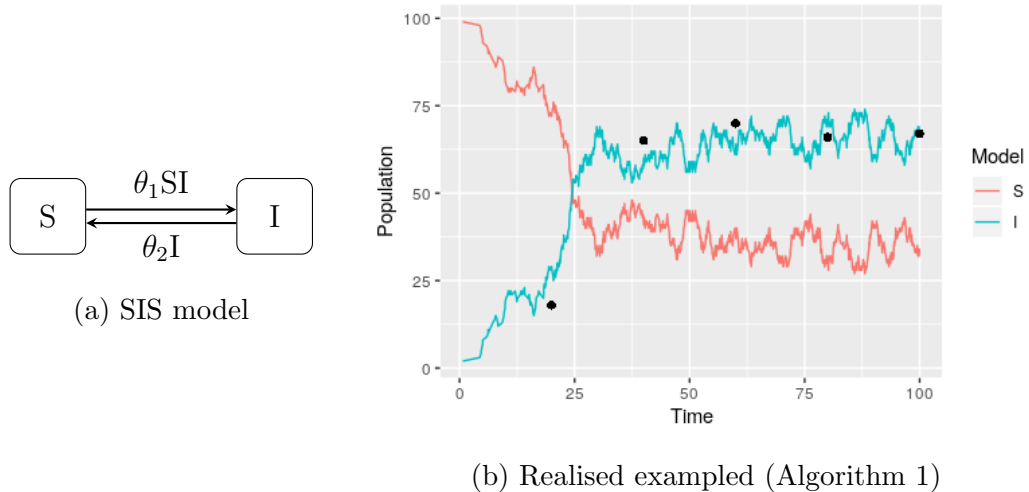 S
θ₁SI
θ₂I
I
(a) SIS model
100
75
50
25
0
Population
0 25 50 75 100
Time
Model
S
I
(b) Realised exampled (Algorithm 1)